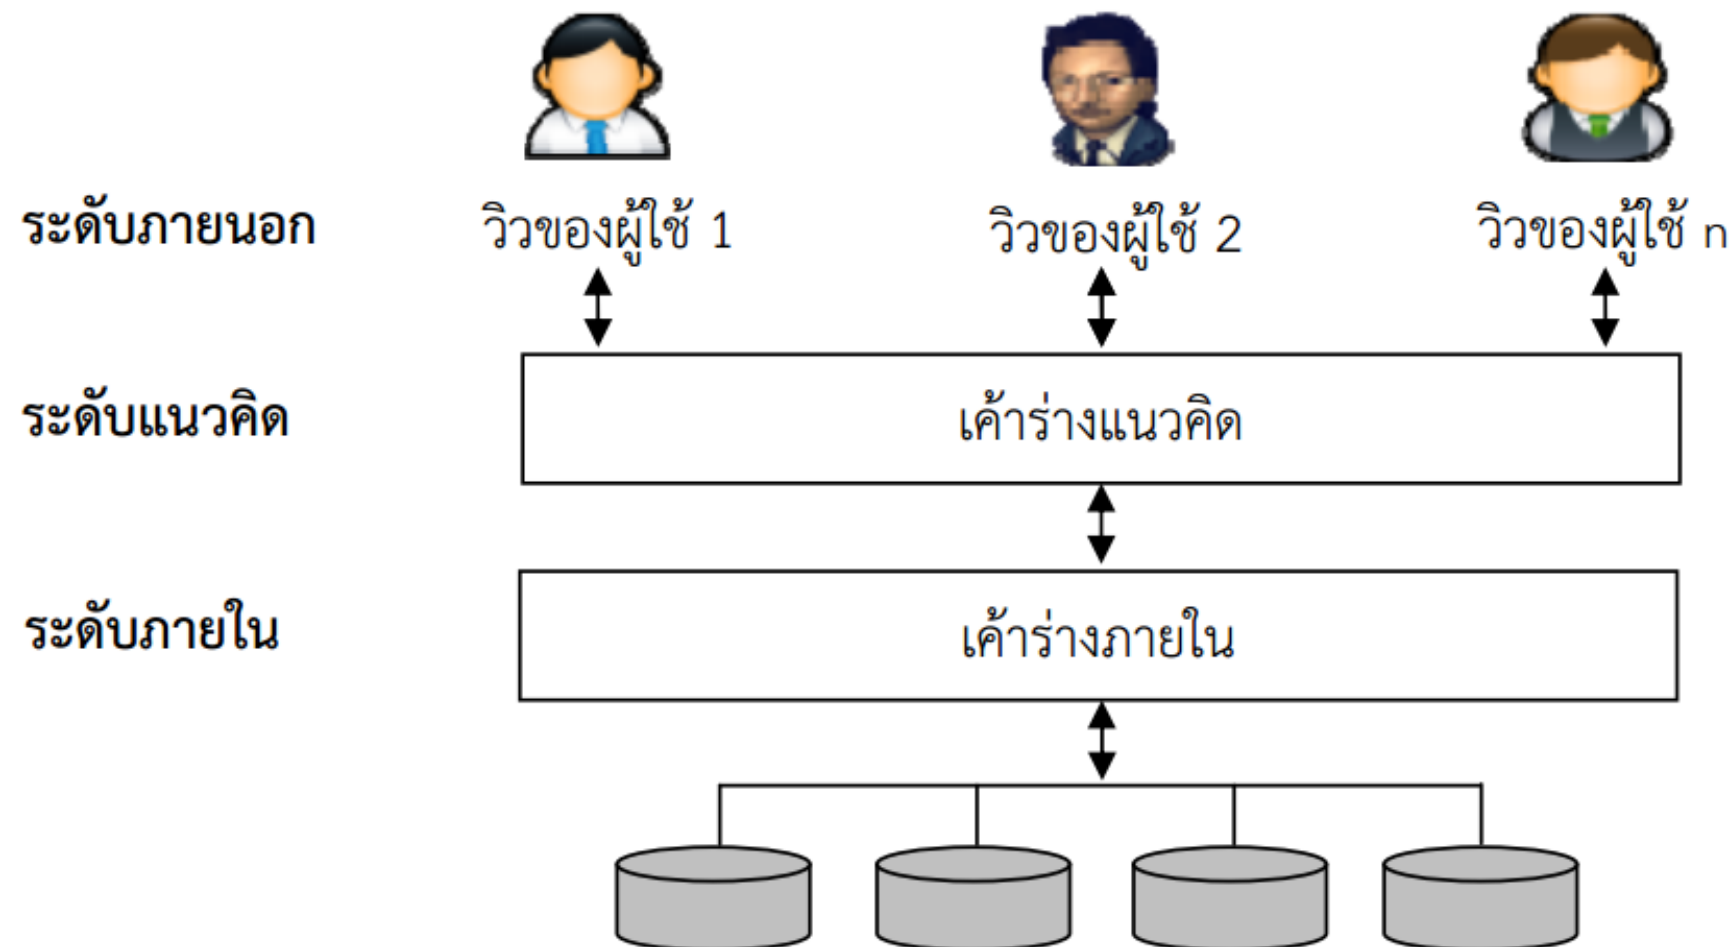 ระดับภายนอก วิวของผู้ใช้ 1 วิวของผู้ใช้ 2 วิวของผู้ใช้ n
ระดับแนวคิด เค้าร่างแนวคิด
ระดับภายใน เค้าร่างภายใน